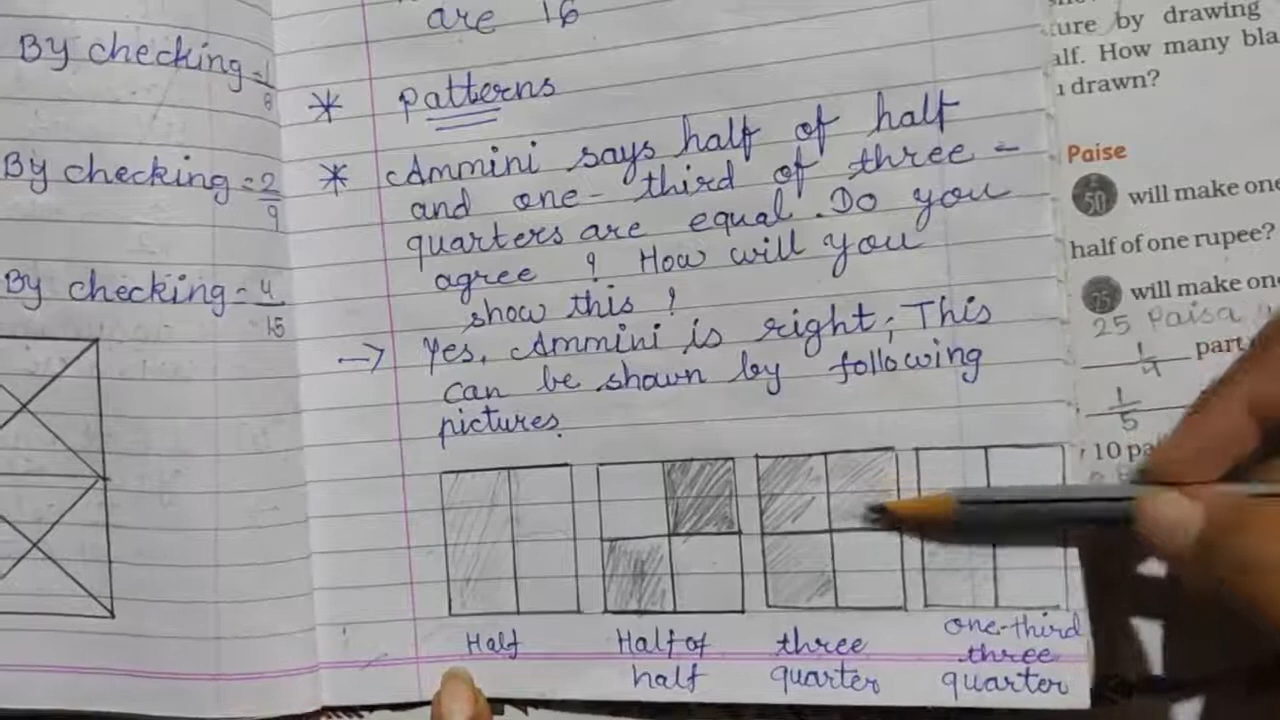 are 16
By checking = 1/8
By checking = 2/9
By checking = 4/15
* Patterns
* Ammini says half of half
and one-third of three-
quarters are equal. Do you
agree? How will you
show this?
→ Yes, Ammini is right, This
can be shown by following
pictures.
Half
Half of
half
three
quarter
one-third
three
quarter
ture by drawing
alf. How many bla
drawn?
Paise
50 will make one
half of one rupee?
75 will make one
25 Paisa
1/4 part
1/5
10 pa